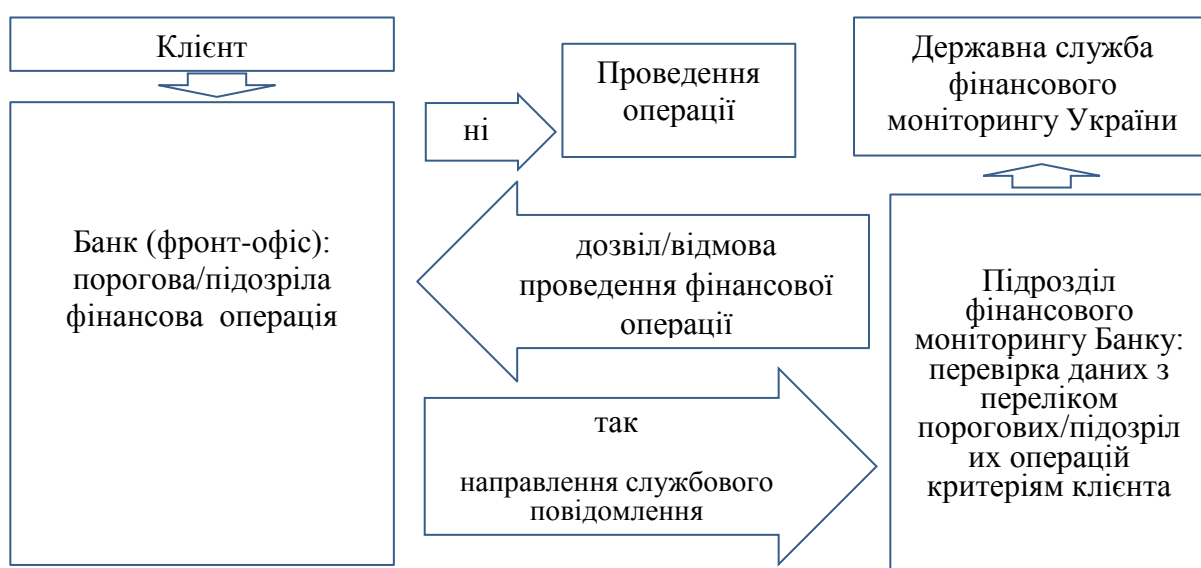 Клієнт
Банк (фронт-офіс):
порогова/підозріла
фінансова операція
ні
Проведення
операції
Державна служба
фінансового
моніторингу України
дозвіл/відмова
проведення фінансової
операції
так
направлення службового
повідомлення
Підрозділ
фінансового
моніторингу Банку:
перевірка даних з
переліком
порогових/підозріл
их операцій
критеріям клієнта